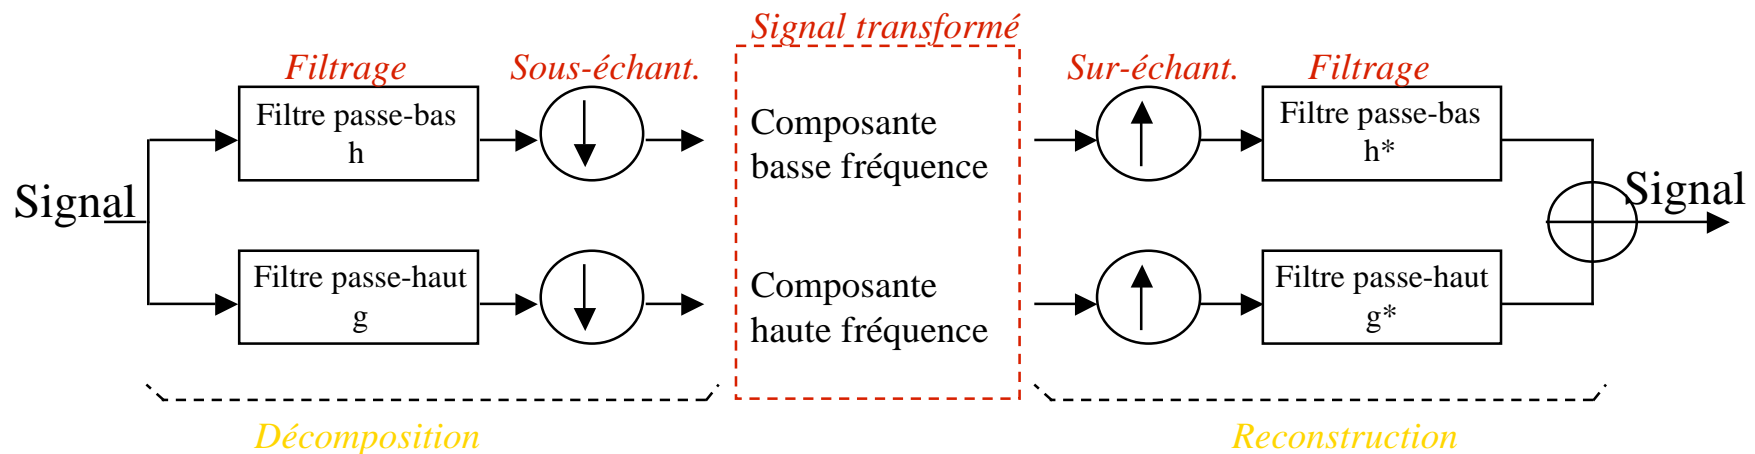 Signal transformé
Filtrage
Sous-échant.
Sur-échant.
Filtrage
Filtre passe-bas
h
Composante
basse fréquence
Filtre passe-bas
h*
Signal
Signal
Filtre passe-haut
g
Composante
haute fréquence
Filtre passe-haut
g*
Décomposition
Reconstruction